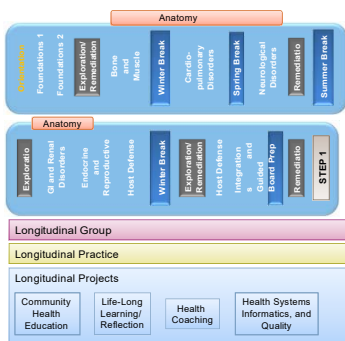 Anatomy
Orientation
Foundations 1
Foundations 2
Exploration/
Remediation
Bone
and
Muscle
Winter Break
Cardio-
pulmonary
Disorders
Spring Break
Neurological
Disorders
Remediatio
Summer Break
Anatomy
Exploratio
GI and Renal
Disorders
Endocrine
and
Reproductive
Host Defense
Winter Break
Exploration/
Remediation
Host Defense
Integration
s and
Guided
Board Prep
Remediatio
STEP 1
Longitudinal Group
Longitudinal Practice
Longitudinal Projects
Community
Health
Education
Life-Long
Learning/
Reflection
Health
Coaching
Health Systems
Informatics, and
Quality